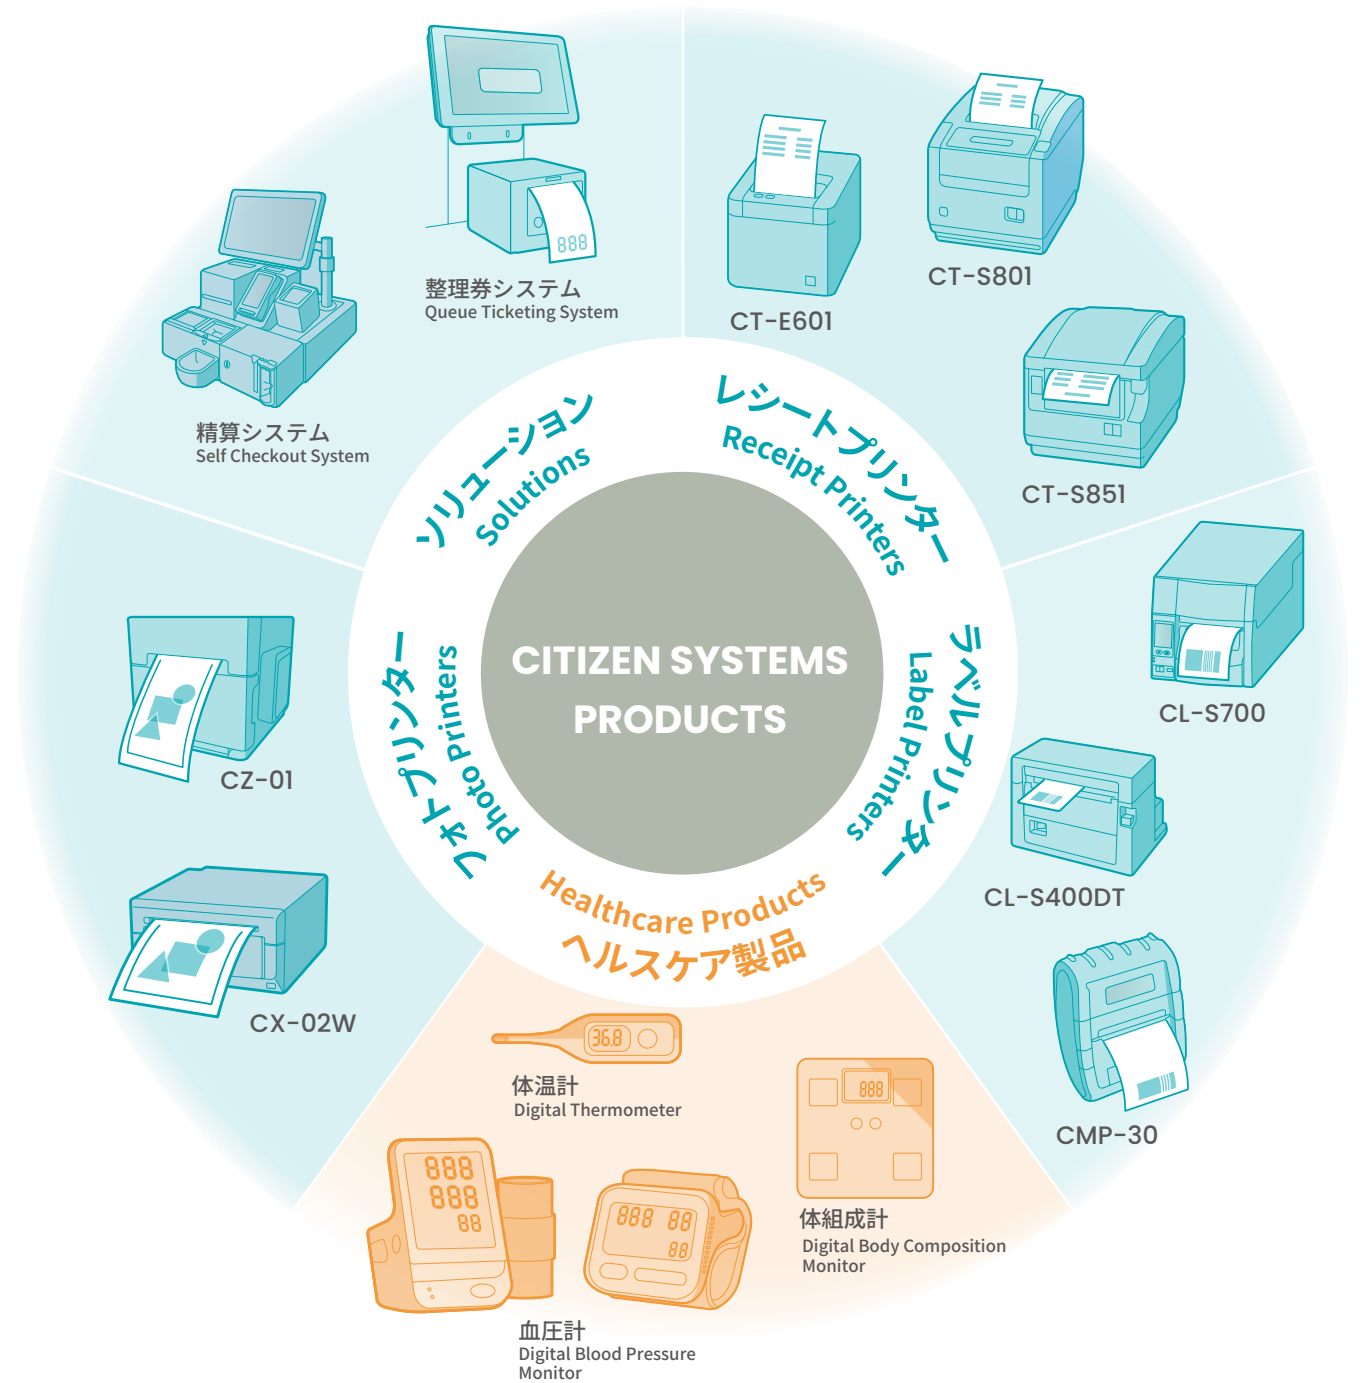 CITIZEN SYSTEMS
PRODUCTS
ソリューション
Solutions
整理券システム
Queue Ticketing System
888
精算システム
Self Checkout System
レシートプリンター
Receipt Printers
CT-E601
CT-S801
CT-S851
ラベルプリンター
Label Printers
CL-S700
CL-S400DT
CMP-30
Healthcare Products
ヘルスケア製品
36.8
体温計
Digital Thermometer
888
体組成計
Digital Body Composition
Monitor
888
888
88
888 88
88
血圧計
Digital Blood Pressure
Monitor
フォトプリンター
Photo Printers
CZ-01
CX-02W